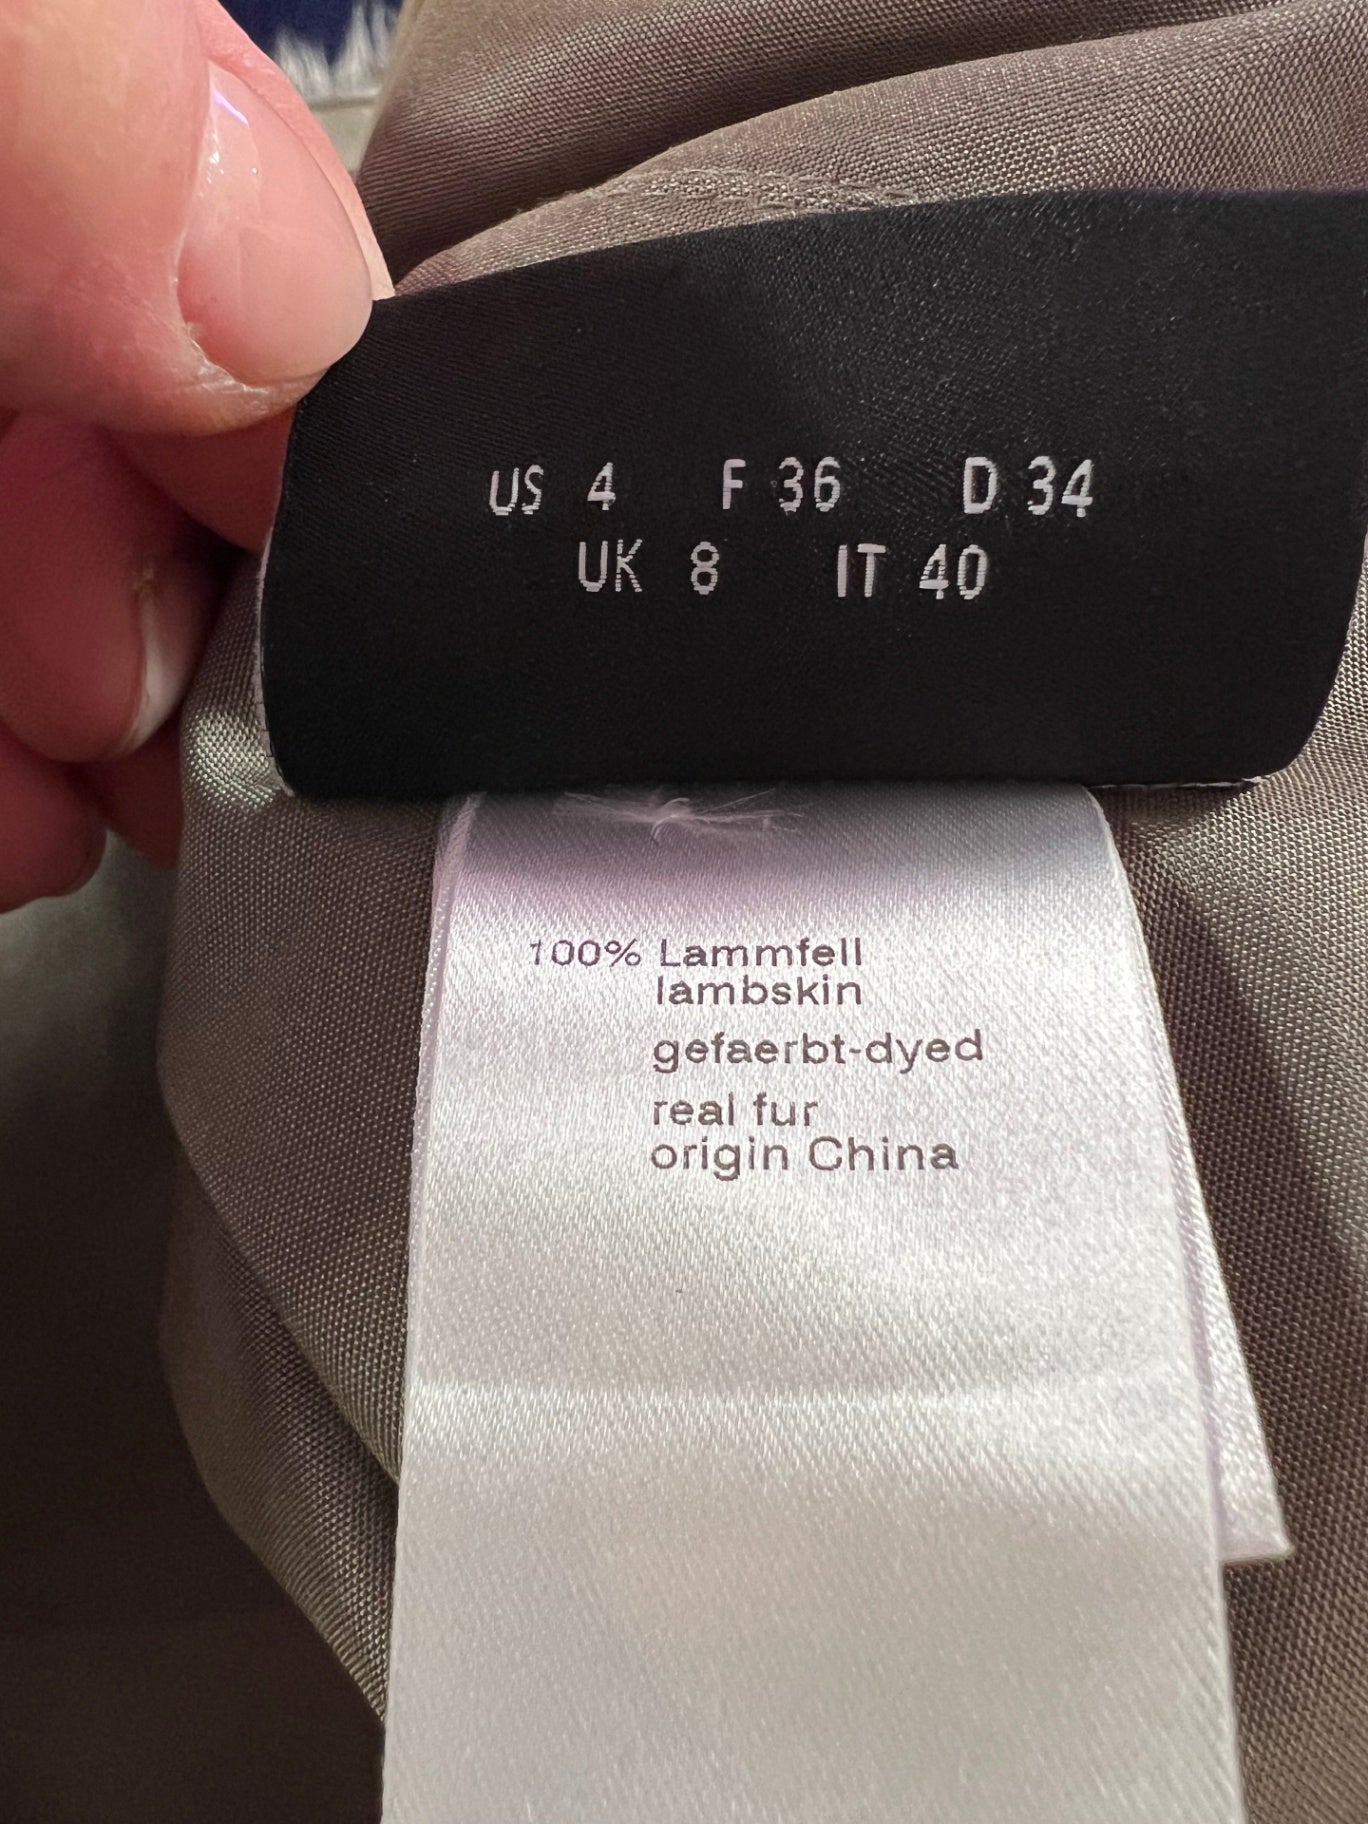 US 4 F 36 D 34
UK 8 IT 40
100% Lammfell
lambskin
gefaerbt-dyed
real fur
origin China